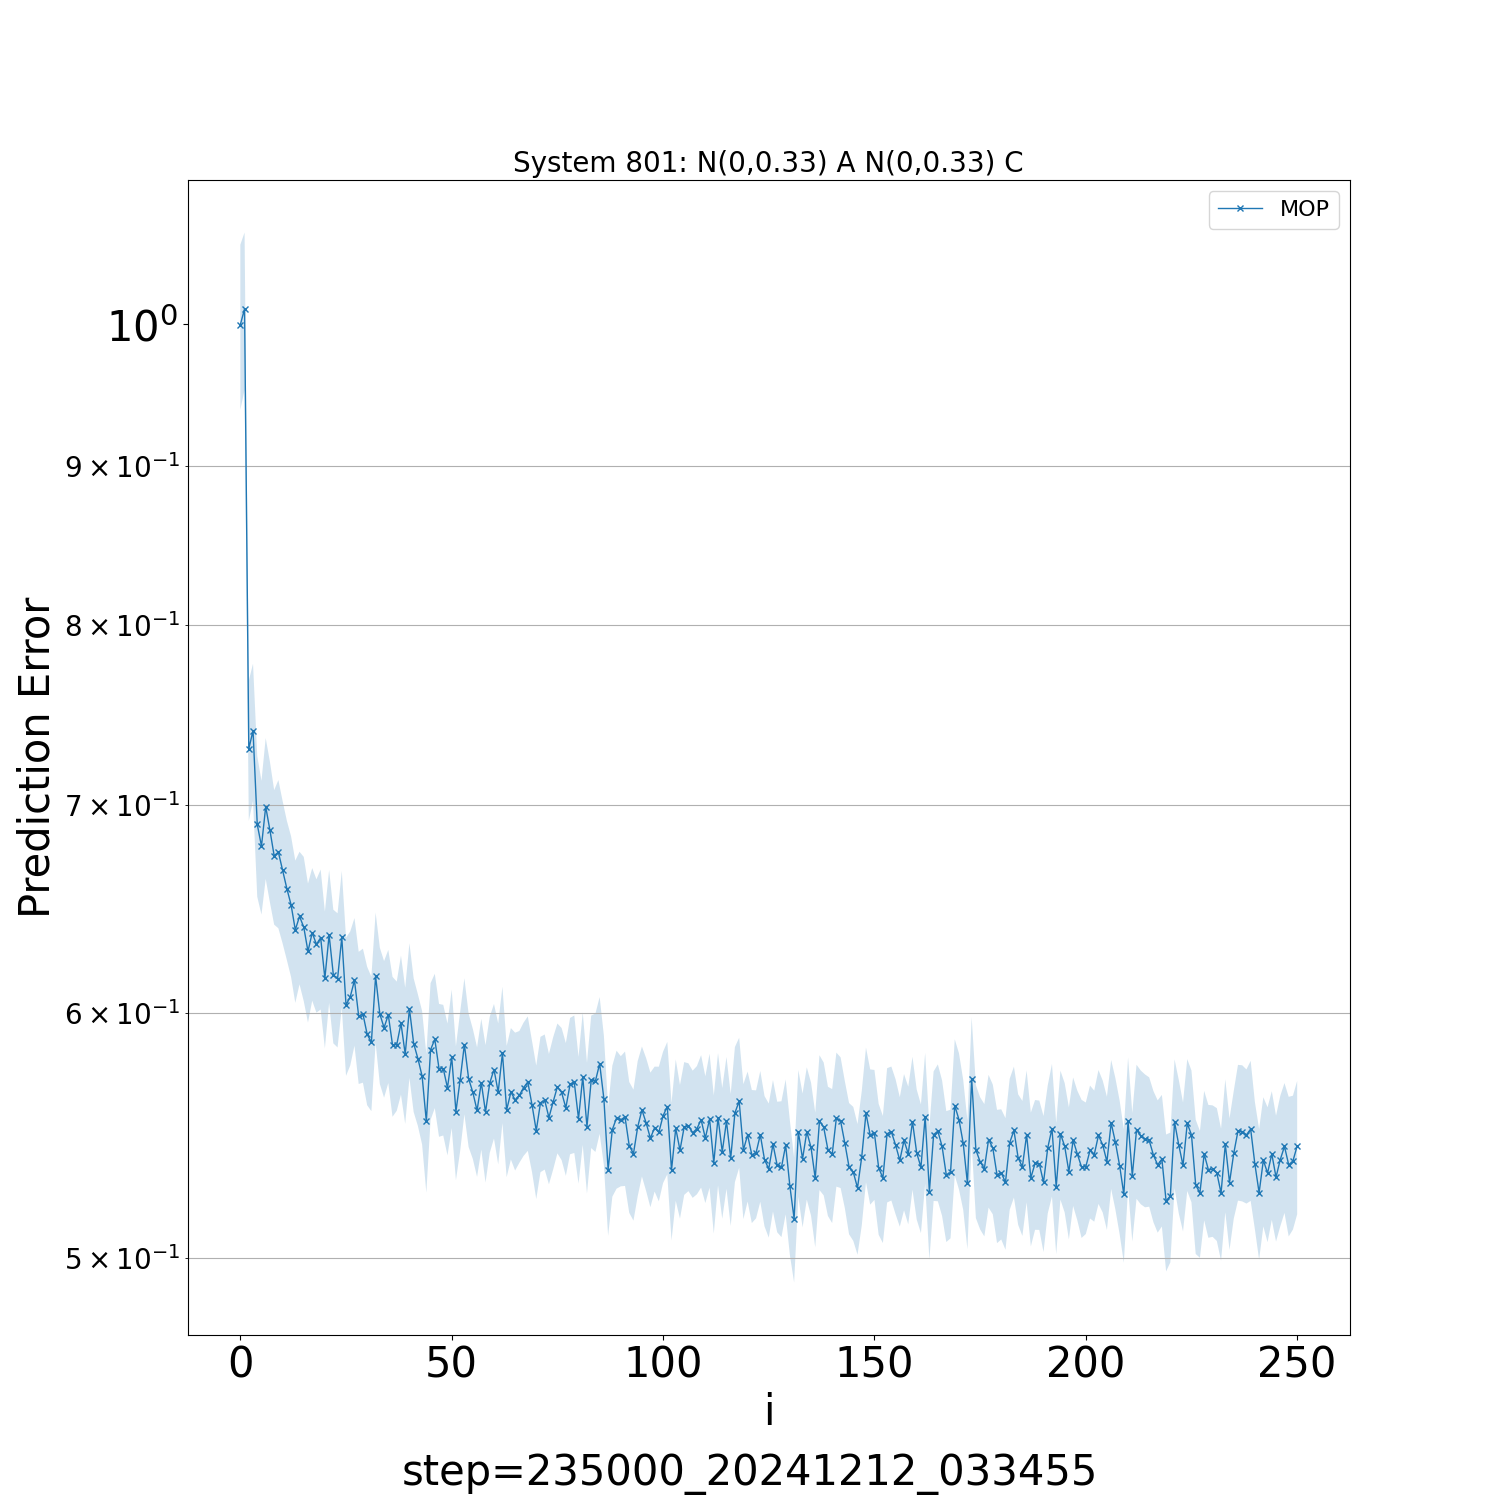 System 801: N(0,0.33) A N(0,0.33) C
MOP
10⁰
9 × 10⁻¹
8 × 10⁻¹
7 × 10⁻¹
6 × 10⁻¹
5 × 10⁻¹
Prediction Error
0 50 100 150 200 250
i
step=235000_20241212_033455